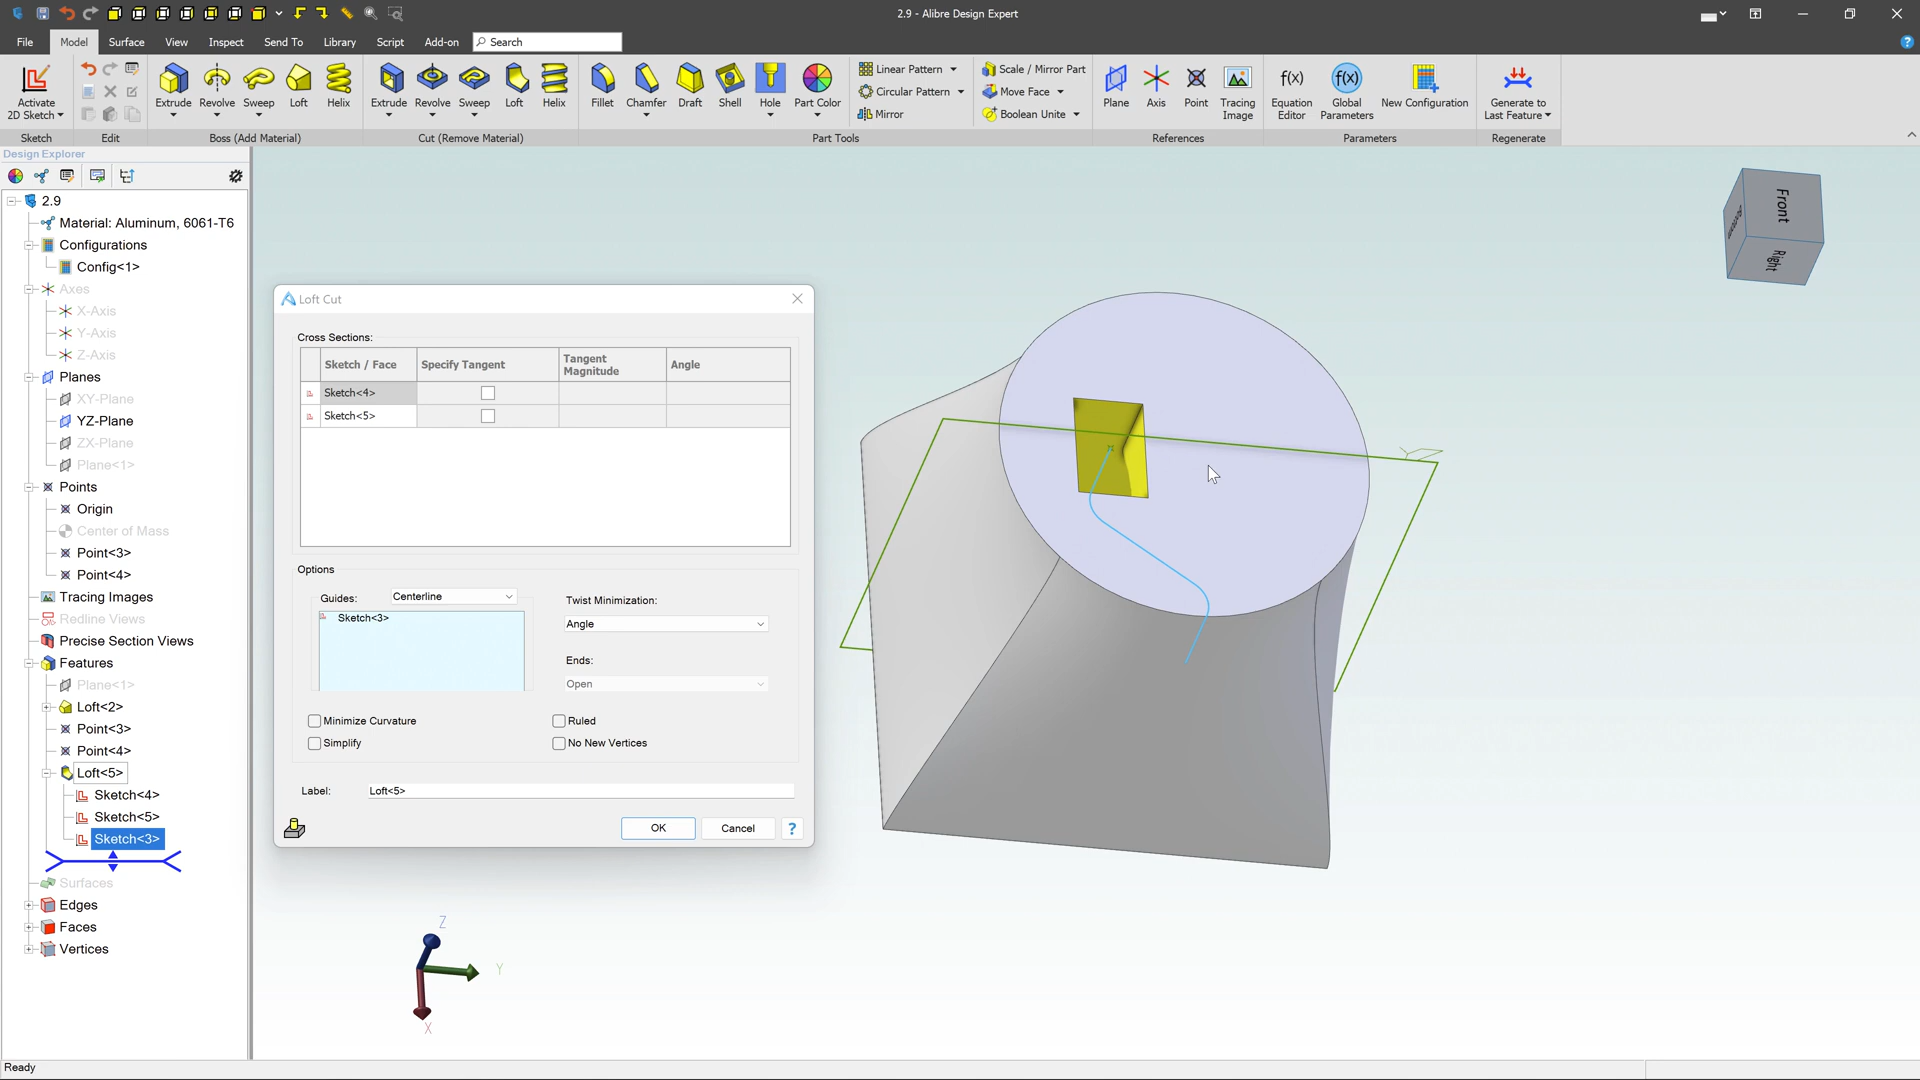 2.9 - Alibre Design Expert
File Model Surface View Inspect Send To Library Script Add-on Search
Activate
2D Sketch
Extrude Revolve Sweep Loft Helix
Extrude Revolve Sweep Loft Helix
Fillet Chamfer Draft Shell Hole Part Color
Linear Pattern
Circular Pattern
Mirror
Scale / Mirror Part
Move Face
Boolean Unite
Plane Axis Point Tracing
Image
f(x)
Equation
Editor
f(x)
Global
Parameters
New Configuration
Generate to
Last Feature
Sketch Edit Boss (Add Material) Cut (Remove Material) Part Tools References Parameters Regenerate
Design Explorer
2.9
Material: Aluminum, 6061-T6
Configurations
Config<1>
Axes
X-Axis
Y-Axis
Z-Axis
Planes
XY-Plane
YZ-Plane
ZX-Plane
Plane<1>
Points
Origin
Center of Mass
Point<3>
Point<4>
Tracing Images
Redline Views
Precise Section Views
Features
Plane<1>
Loft<2>
Point<3>
Point<4>
Loft<5>
Sketch<4>
Sketch<5>
Sketch<3>
Surfaces
Edges
Faces
Vertices
Loft Cut
Cross Sections:
Sketch / Face Specify Tangent Tangent
Magnitude Angle
Sketch<4>
Sketch<5>
Options
Guides: Centerline
Sketch<3>
Twist Minimization:
Angle
Ends:
Open
Minimize Curvature
Ruled
Simplify
No New Vertices
Label: Loft<5>
OK Cancel ?
Front
Right
Z
Y
X
Ready